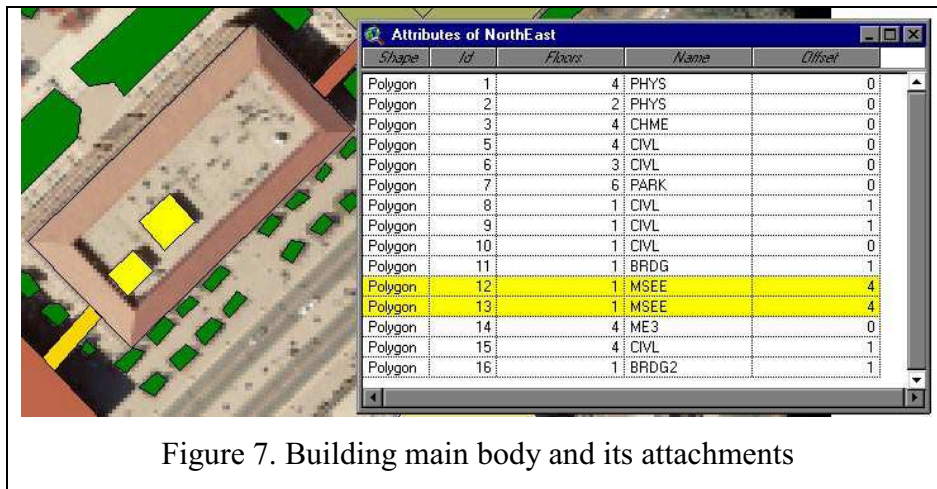 Attributes of NorthEast
Shape Id Floors Name Offset
Polygon 1 4 PHYS 0
Polygon 2 2 PHYS 0
Polygon 3 4 CHME 0
Polygon 5 4 CIVL 0
Polygon 6 3 CIVL 0
Polygon 7 6 PARK 0
Polygon 8 1 CIVL 1
Polygon 9 1 CIVL 1
Polygon 10 1 CIVL 0
Polygon 11 1 BRDG 1
Polygon 12 1 MSEE 4
Polygon 13 1 MSEE 4
Polygon 14 4 ME3 0
Polygon 15 4 CIVL 1
Polygon 16 1 BRDG2 1
Figure 7. Building main body and its attachments